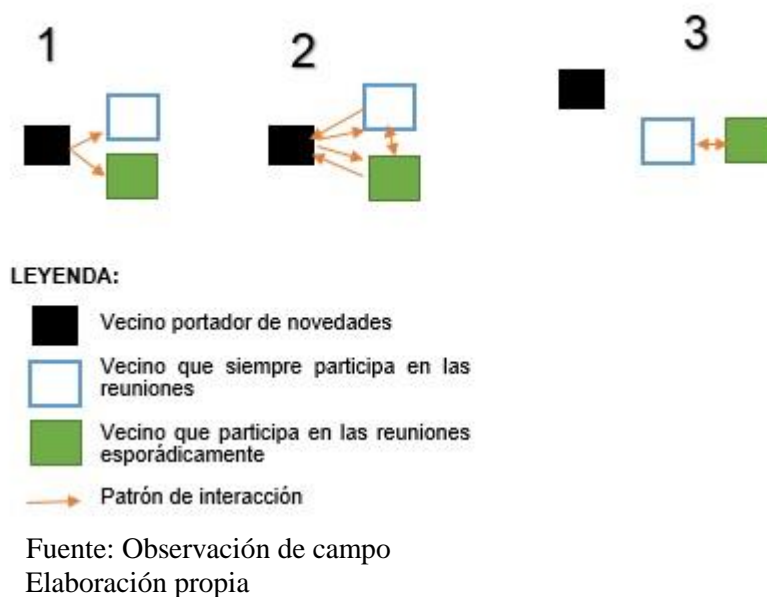 1
2
3
LEYENDA:
Vecino portador de novedades
Vecino que siempre participa en las
reuniones
Vecino que participa en las reuniones
esporádicamente
Patrón de interacción
Fuente: Observación de campo
Elaboración propia